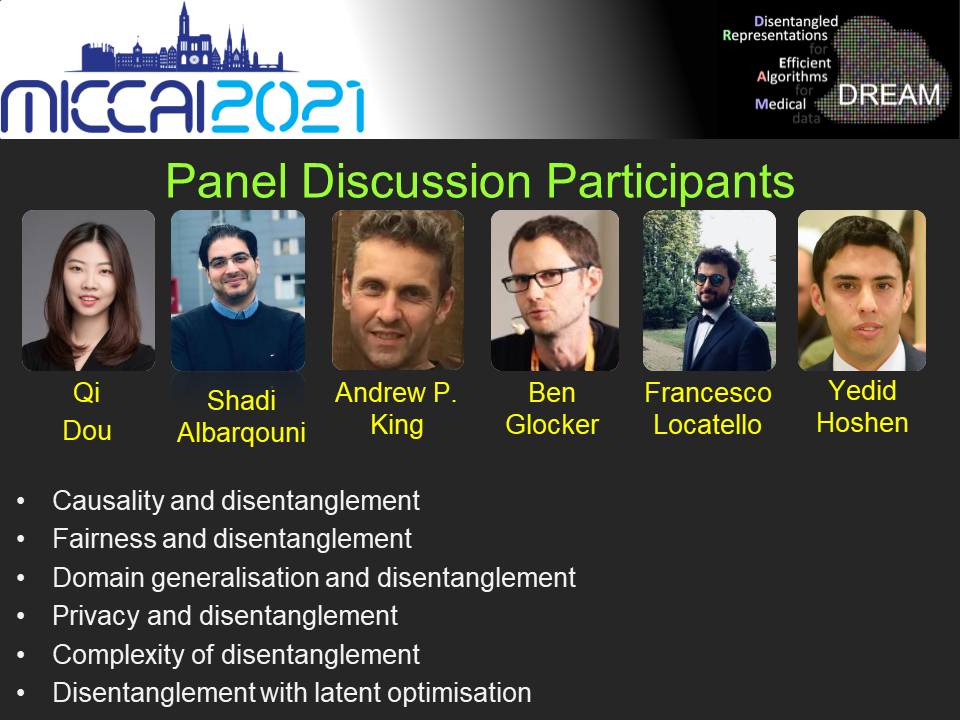 MICCAI2021
Disentangled
Representations
for
Efficient
Algorithms
for
Medical
data
DREAM
Panel Discussion Participants
Qi
Dou
Shadi
Albarqouni
Andrew P.
King
Ben
Glocker
Francesco
Locatello
Yedid
Hoshen
• Causality and disentanglement
• Fairness and disentanglement
• Domain generalisation and disentanglement
• Privacy and disentanglement
• Complexity of disentanglement
• Disentanglement with latent optimisation